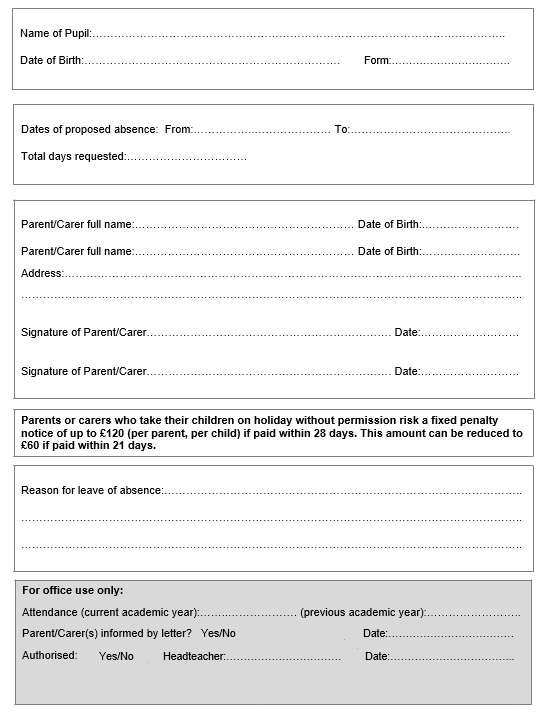 Name of Pupil:……………………………………………………………………………………………………..
Date of Birth:……………………………………………………………. Form:…………………………..
Dates of proposed absence: From:……………………………… To:……………………………………..
Total days requested:……………………………
Parent/Carer full name:…………………………………………………… Date of Birth:………………………
Parent/Carer full name:…………………………………………………… Date of Birth:………………………
Address:…………………………………………………………………………………………………………………
…………………………………………………………………………………………………………………………..
Signature of Parent/Carer…………………………………………………………. Date:………………………
Signature of Parent/Carer…………………………………………………………. Date:………………………
Parents or carers who take their children on holiday without permission risk a fixed penalty
notice of up to £120 (per parent, per child) if paid within 28 days. This amount can be reduced to
£60 if paid within 21 days.
Reason for leave of absence:……………………………………………………………………………………..
…………………………………………………………………………………………………………………………..
…………………………………………………………………………………………………………………………..
For office use only:
Attendance (current academic year):……………………… (previous academic year):……………………..
Parent/Carer(s) informed by letter? Yes/No Date:…………………………….
Authorised: Yes/No Headteacher:………………………….. Date:……………………………..